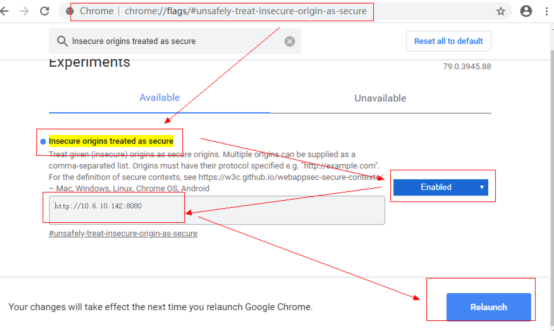 Chrome | chrome://flags/#unsafely-treat-insecure-origin-as-secure
Insecure origins treated as secure
Reset all to default
Experiments
79.0.3945.88
Available
Unavailable
Insecure origins treated as secure
Treat given (insecure) origins as secure origins. Multiple origins can be supplied as a
comma-separated list. Origins must have their protocol specified e.g. "http://example.com".
For the definition of secure contexts, see https://w3c.github.io/webappsec-secure-contexts/
– Mac, Windows, Linux, Chrome OS, Android
Enabled
http://10.6.10.142:8080
#unsafely-treat-insecure-origin-as-secure
Your changes will take effect the next time you relaunch Google Chrome.
Relaunch